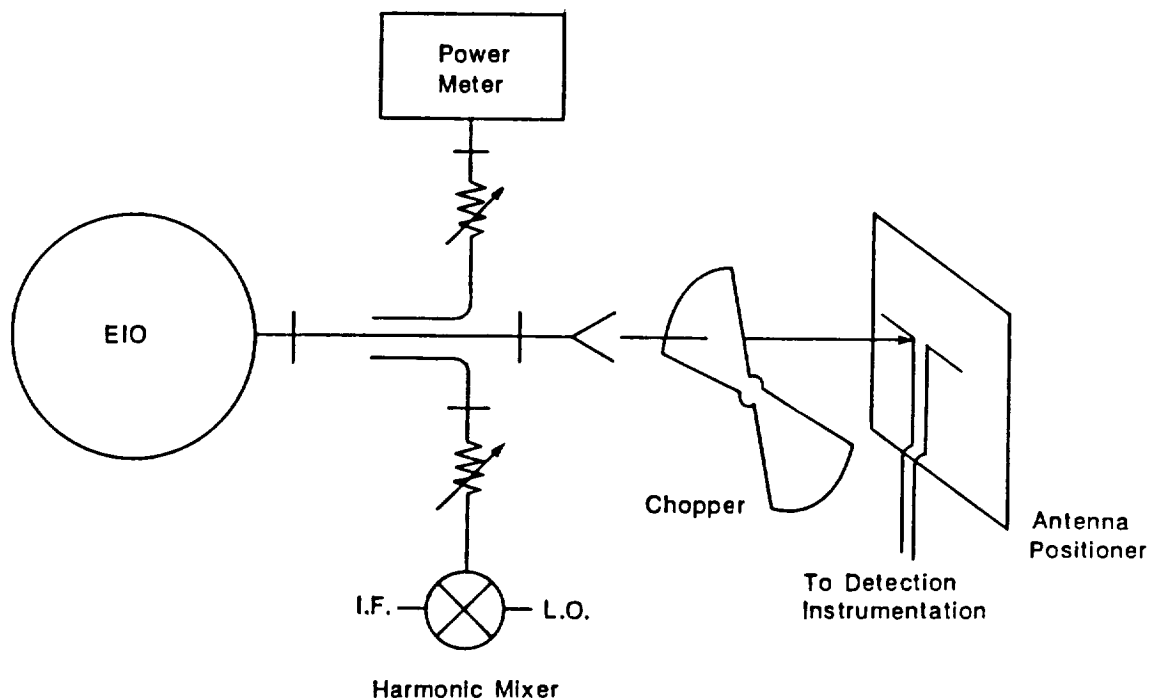 Power
Meter
EIO
Chopper
Antenna
Positioner
To Detection
Instrumentation
I.F.
L.O.
Harmonic Mixer